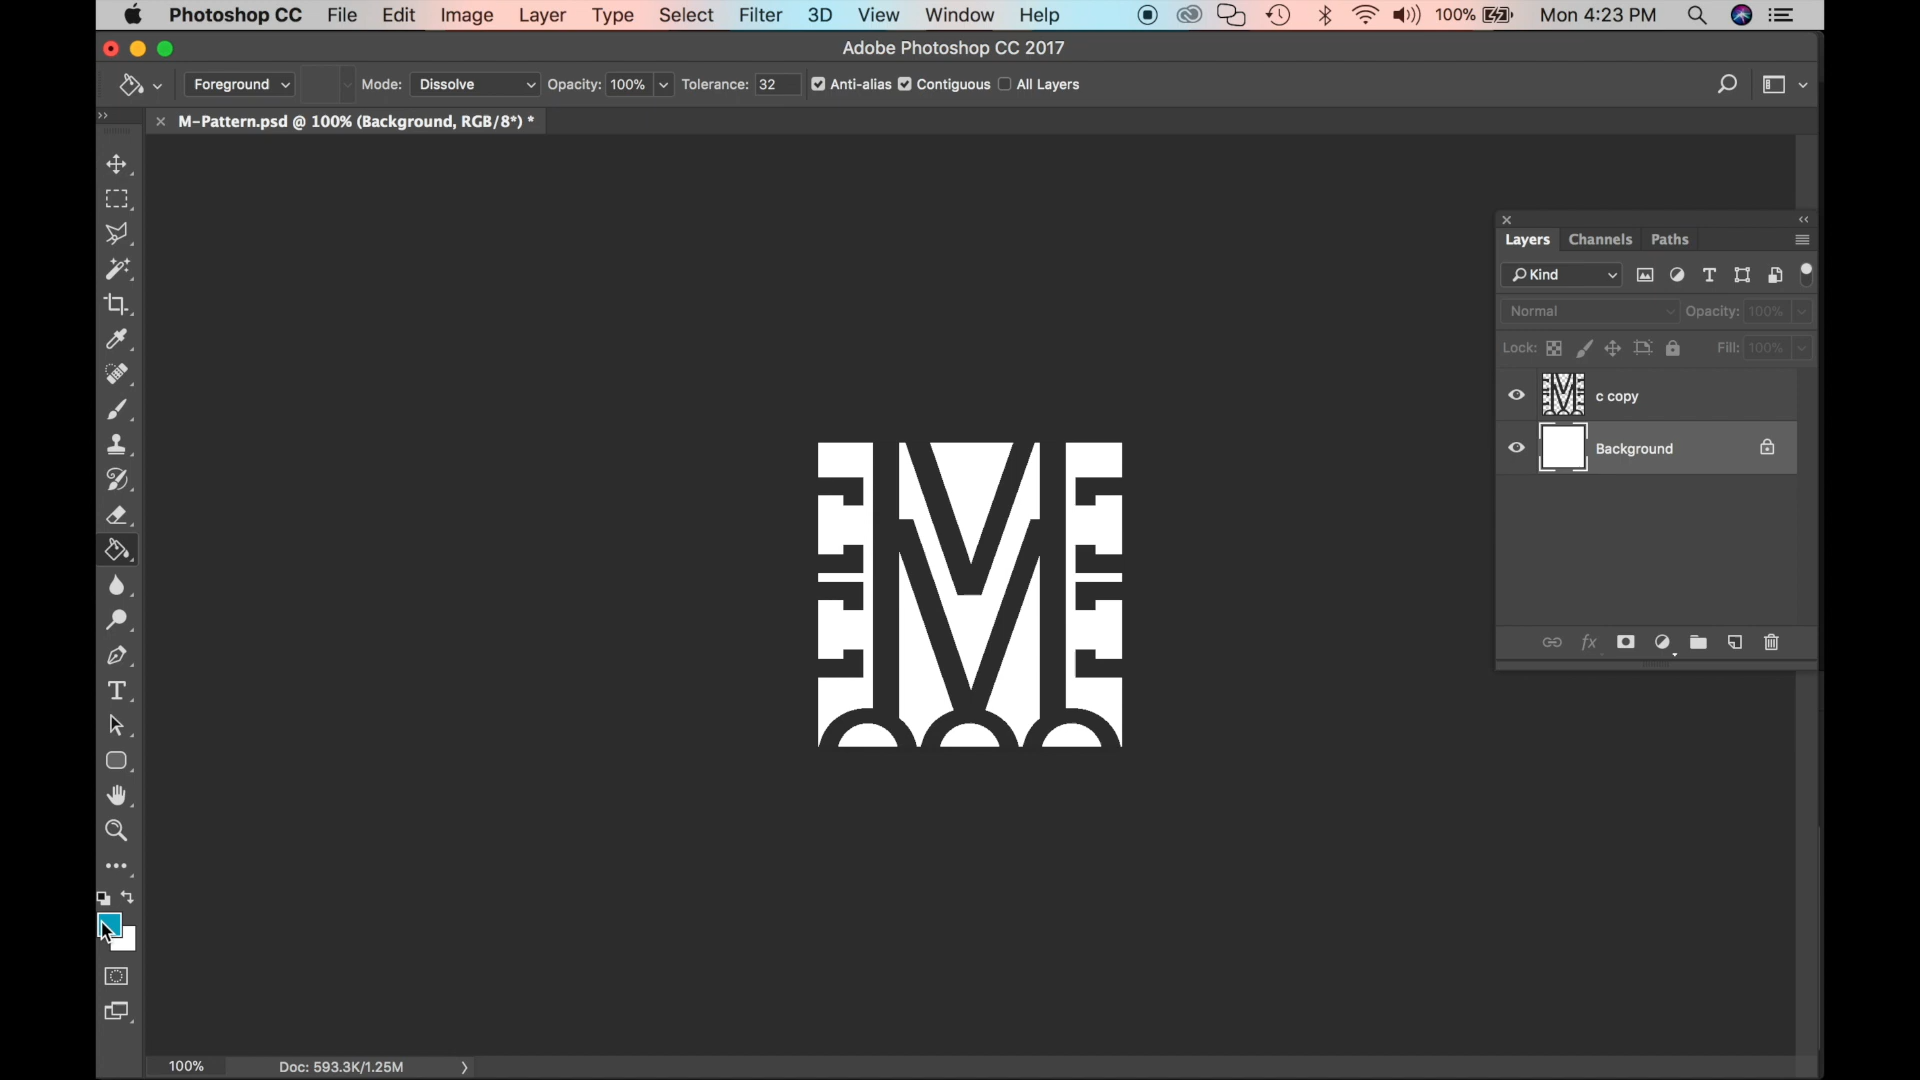 Photoshop CC File Edit Image Layer Type Select Filter 3D View Window Help 100% Mon 4:23 PM
Adobe Photoshop CC 2017
Foreground Mode: Dissolve Opacity: 100% Tolerance: 32 Anti-alias Contiguous All Layers
M-Pattern.psd @ 100% (Background, RGB/8*) *
Layers Channels Paths
Kind
Normal Opacity: 100%
Lock: Fill: 100%
c copy
Background
fx
100% Doc: 593.3K/1.25M